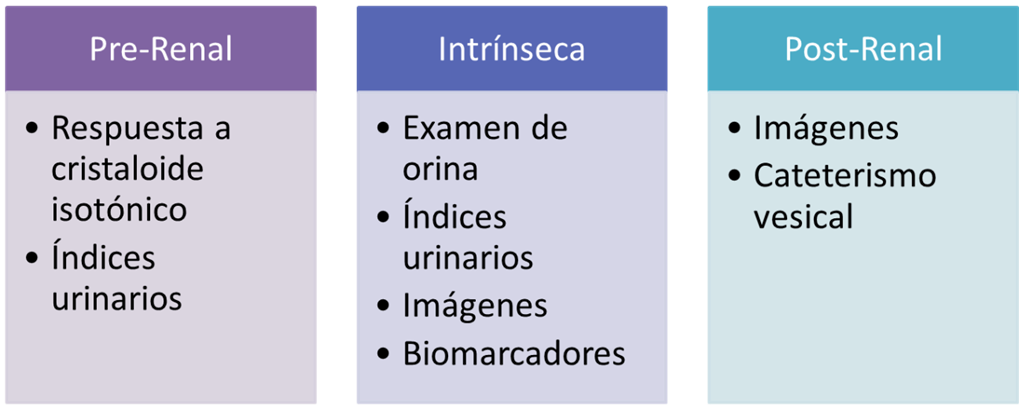 Pre-Renal
• Respuesta a
cristaloide
isotónico
• Índices
urinarios
Intrínseca
• Examen de
orina
• Índices
urinarios
• Imágenes
• Biomarcadores
Post-Renal
• Imágenes
• Cateterismo
vesical